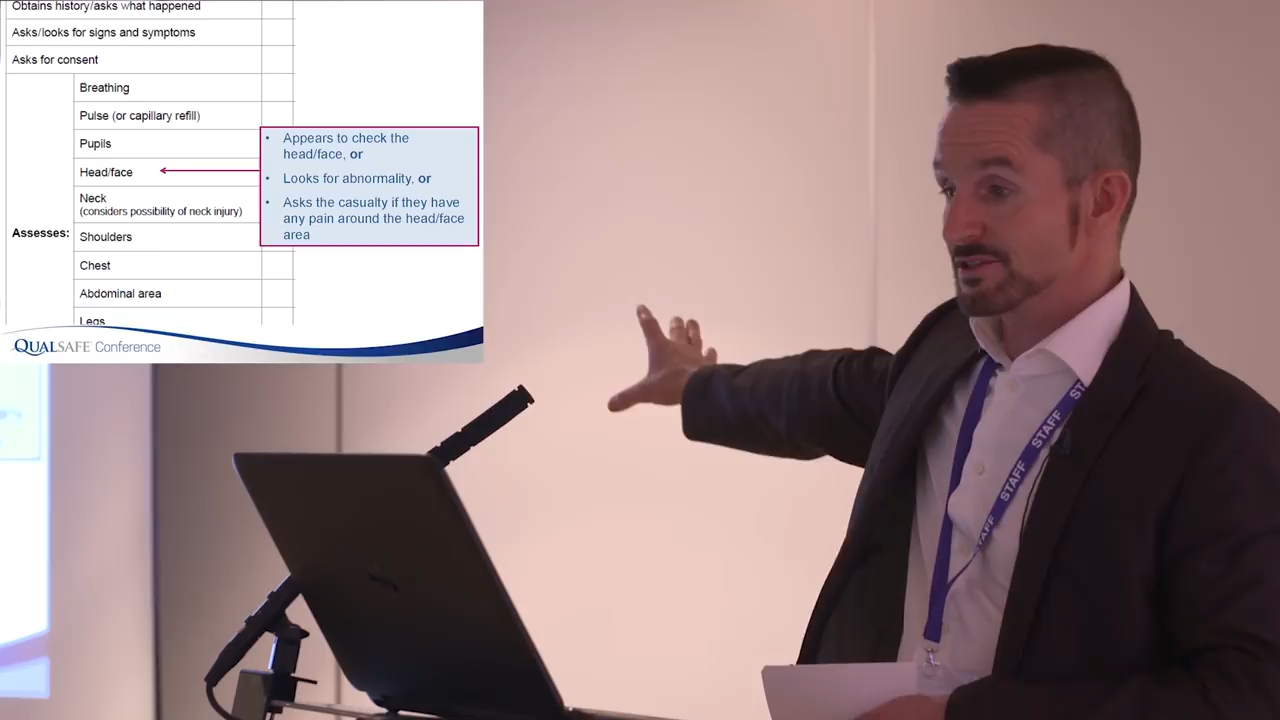 Obtains history/asks what happened
Asks/looks for signs and symptoms
Asks for consent
Assesses:
Breathing
Pulse (or capillary refill)
Pupils
Head/face
Neck
(considers possibility of neck injury)
Shoulders
Chest
Abdominal area
Legs
• Appears to check the
head/face, or
• Looks for abnormality, or
• Asks the casualty if they have
any pain around the head/face
area
QUALSAFE Conference
STAFF
STAFF
STAFF
TAFF